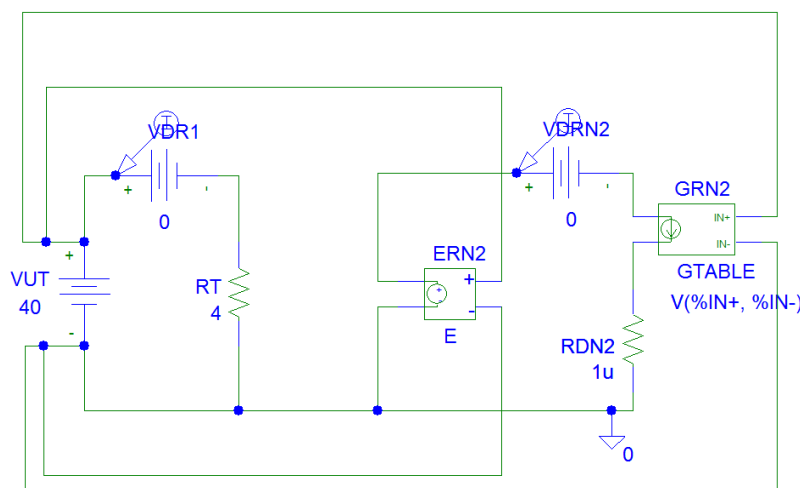 VDR1
I
+
-
0
VDRN2
I
+
-
0
GRN2
IN+
IN-
GTABLE
V(%IN+, %IN-)
+
VUT
40
-
RT
4
ERN2
+
-
+
-
E
RDN2
1u
0